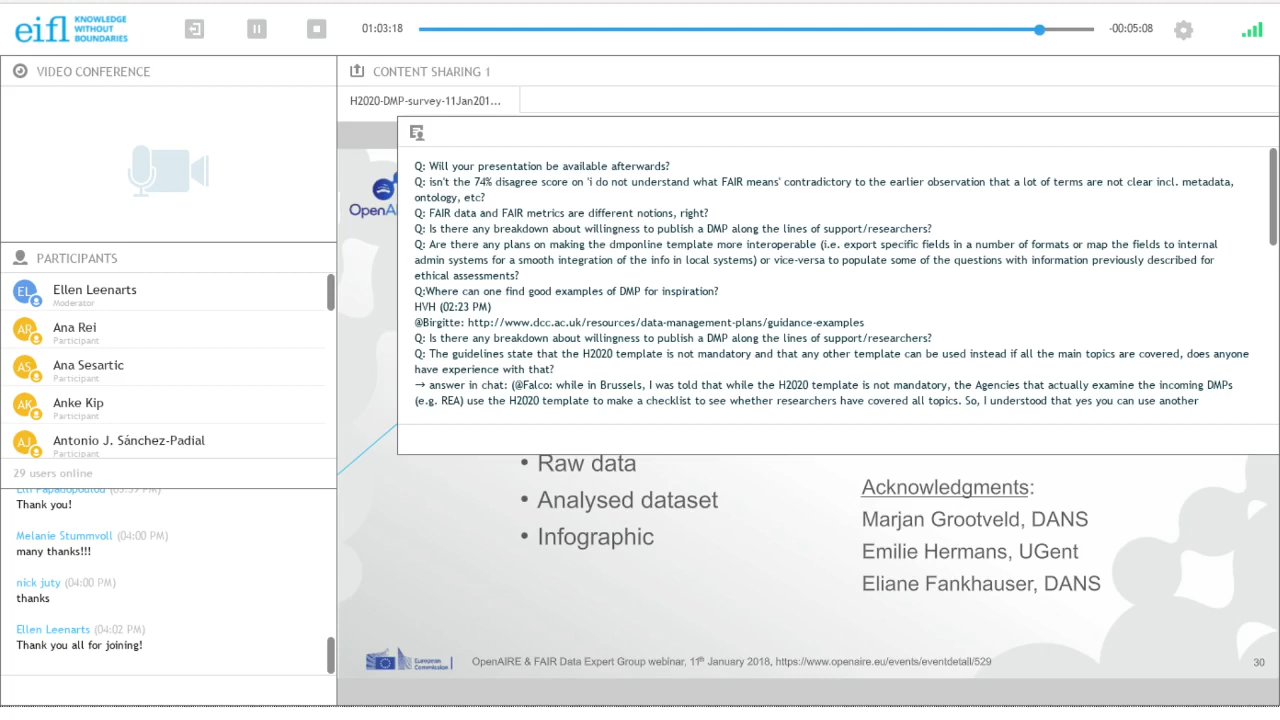 eifl KNOWLEDGE
WITHOUT
BOUNDARIES
01:03:18
-00:05:08
VIDEO CONFERENCE
CONTENT SHARING 1
H2020-DMP-survey-11Jan201...
OpenA
Q: Will your presentation be available afterwards?
Q: isn't the 74% disagree score on 'i do not understand what FAIR means' contradictory to the earlier observation that a lot of terms are not clear incl. metadata,
ontology, etc?
Q: FAIR data and FAIR metrics are different notions, right?
Q: Is there any breakdown about willingness to publish a DMP along the lines of support/researchers?
Q: Are there any plans on making the dmponline template more interoperable (i.e. export specific fields in a number of formats or map the fields to internal
admin systems for a smooth integration of the info in local systems) or vice-versa to populate some of the questions with information previously described for
ethical assessments?
Q:Where can one find good examples of DMP for inspiration?
HVH (02:23 PM)
@Birgitte: http://www.dcc.ac.uk/resources/data-management-plans/guidance-examples
Q: Is there any breakdown about willingness to publish a DMP along the lines of support/researchers?
Q: The guidelines state that the H2020 template is not mandatory and that any other template can be used instead if all the main topics are covered, does anyone
have experience with that?
→ answer in chat: (@Falco: while in Brussels, I was told that while the H2020 template is not mandatory, the Agencies that actually examine the incoming DMPs
(e.g. REA) use the H2020 template to make a checklist to see whether researchers have covered all topics. So, I understood that yes you can use another
PARTICIPANTS
EL Ellen Leenarts
Moderator
AR Ana Rei
Participant
AS Ana Sesartic
Participant
AK Anke Kip
Participant
AJ Antonio J. Sánchez-Padial
Participant
29 users online
Elli Papadopoulou (03:59 PM)
Thank you!
Melanie Stummvoll (04:00 PM)
many thanks!!!
nick juty (04:00 PM)
thanks
Ellen Leenarts (04:02 PM)
Thank you all for joining!
• Raw data
• Analysed dataset
• Infographic
Acknowledgments:
Marjan Grootveld, DANS
Emilie Hermans, UGent
Eliane Fankhauser, DANS
European
Commission
OpenAIRE & FAIR Data Expert Group webinar, 11th January 2018, https://www.openaire.eu/events/eventdetail/529
30